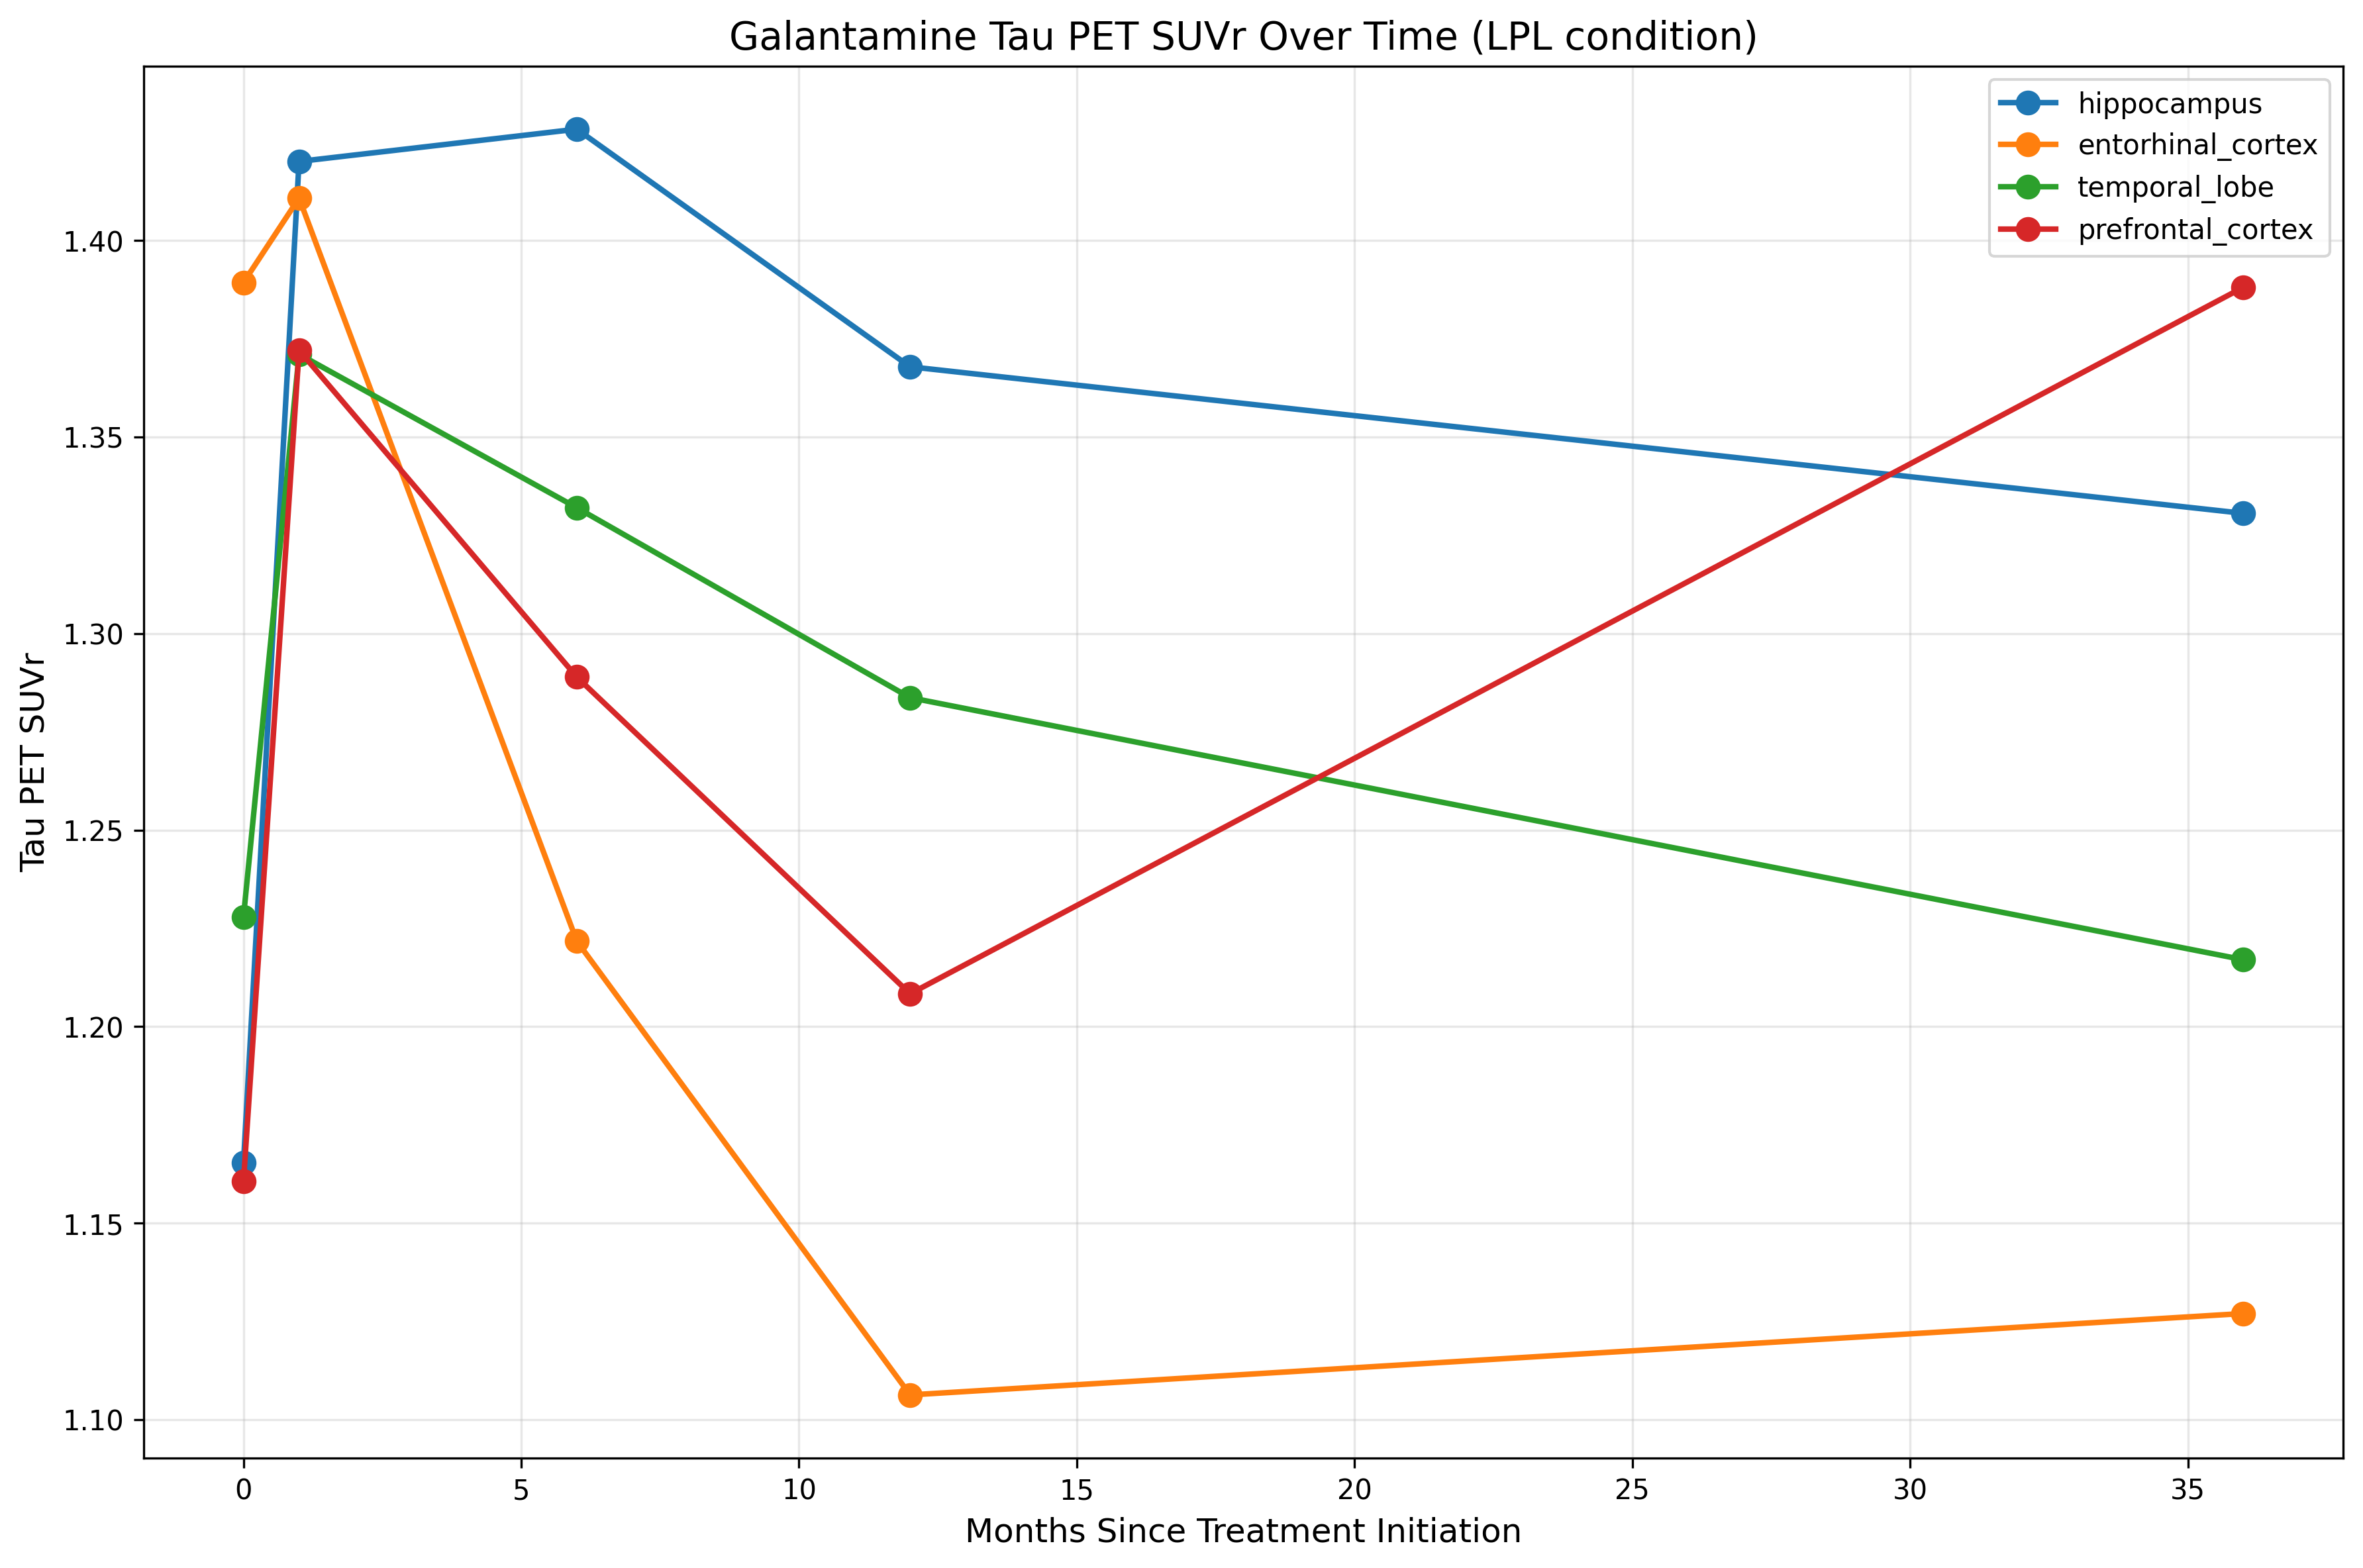 Galantamine Tau PET SUVr Over Time (LPL condition)
hippocampus
entorhinal_cortex
temporal_lobe
prefrontal_cortex
1.40
1.35
1.30
1.25
1.20
1.15
1.10
Tau PET SUVr
0 5 10 15 20 25 30 35
Months Since Treatment Initiation